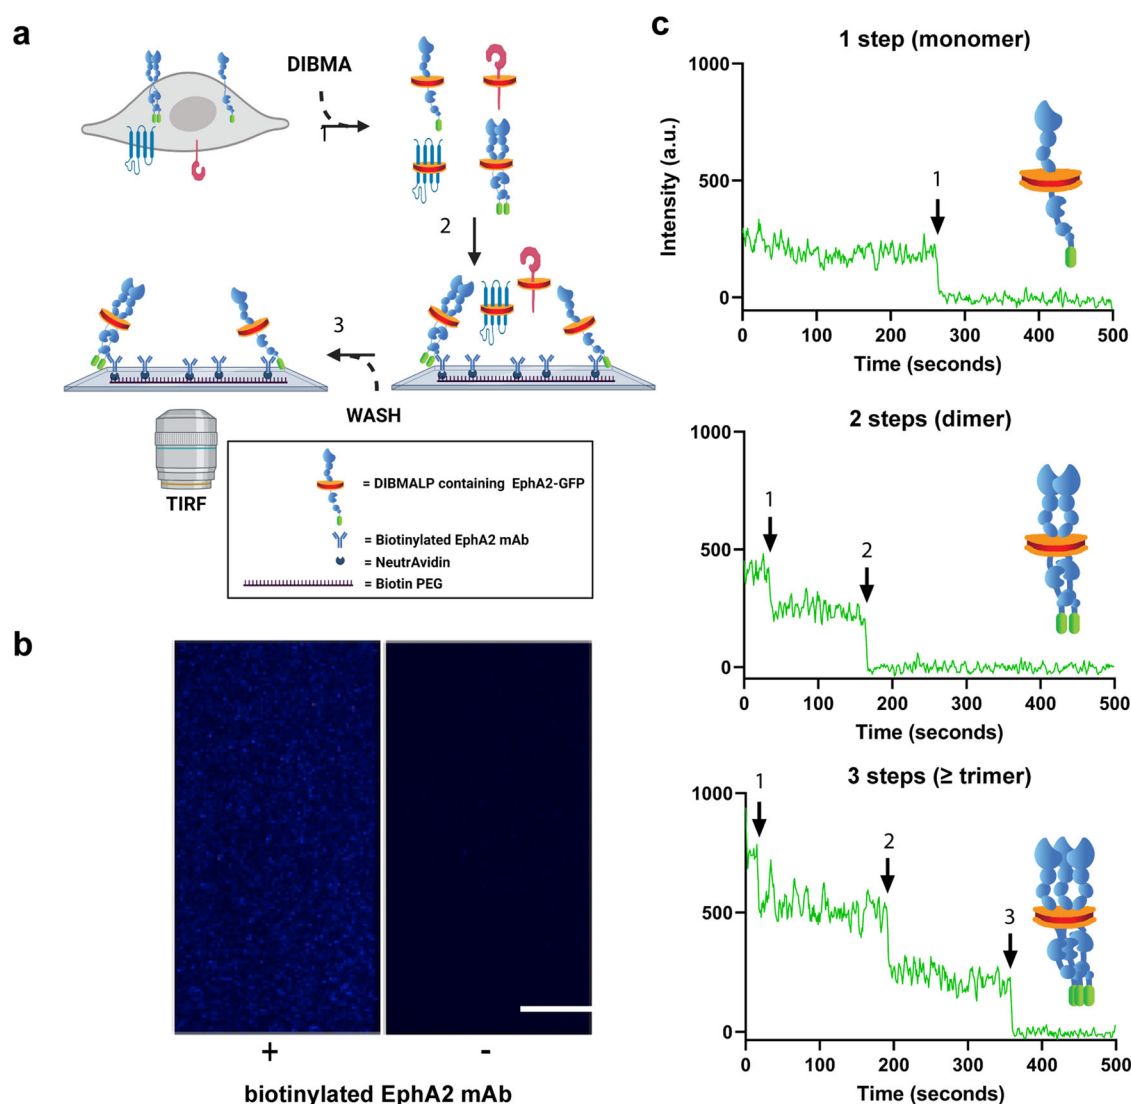 a
DIBMA
1
2
3
WASH
TIRF
= DIBMALP containing EphA2-GFP
= Biotinylated EphA2 mAb
= NeutrAvidin
= Biotin PEG
b
+ -
biotinylated EphA2 mAb
c
1 step (monomer)
Intensity (a.u.)
1000
500
0
1
0 100 200 300 400 500
Time (seconds)
2 steps (dimer)
1000
500
0
1
2
0 100 200 300 400 500
Time (seconds)
3 steps (≥ trimer)
1000
500
0
1
2
3
0 100 200 300 400 500
Time (seconds)